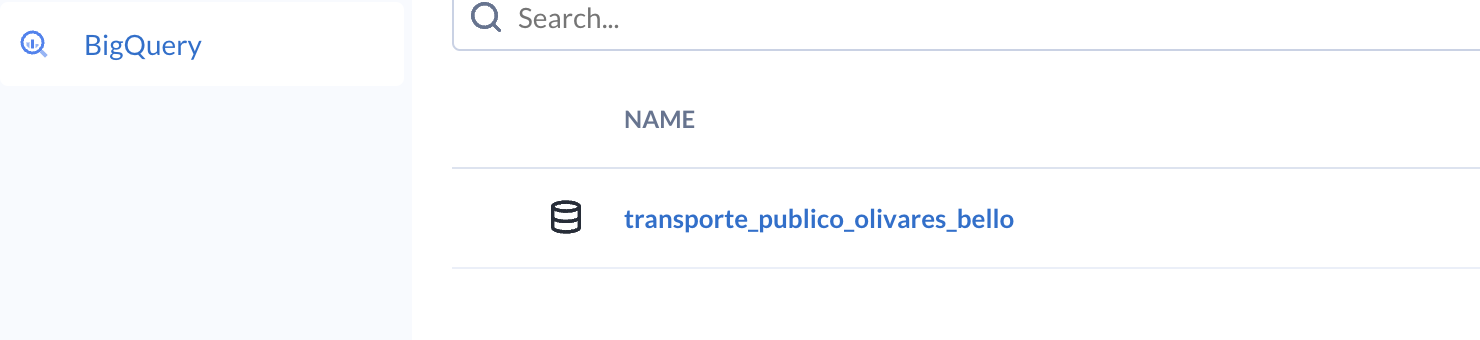 Search...
BigQuery
NAME
transporte_publico_olivares_bello